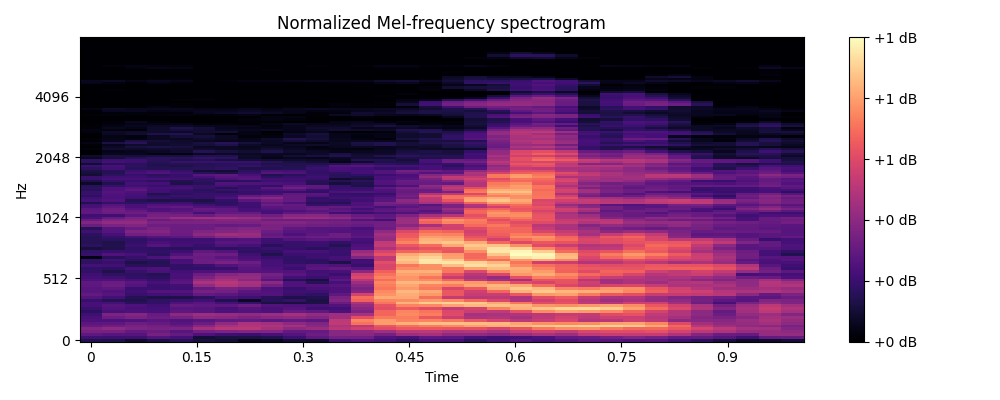 Normalized Mel-frequency spectrogram
Hz
4096
2048
1024
512
0
0 0.15 0.3 0.45 0.6 0.75 0.9
Time
+1 dB
+1 dB
+1 dB
+0 dB
+0 dB
+0 dB